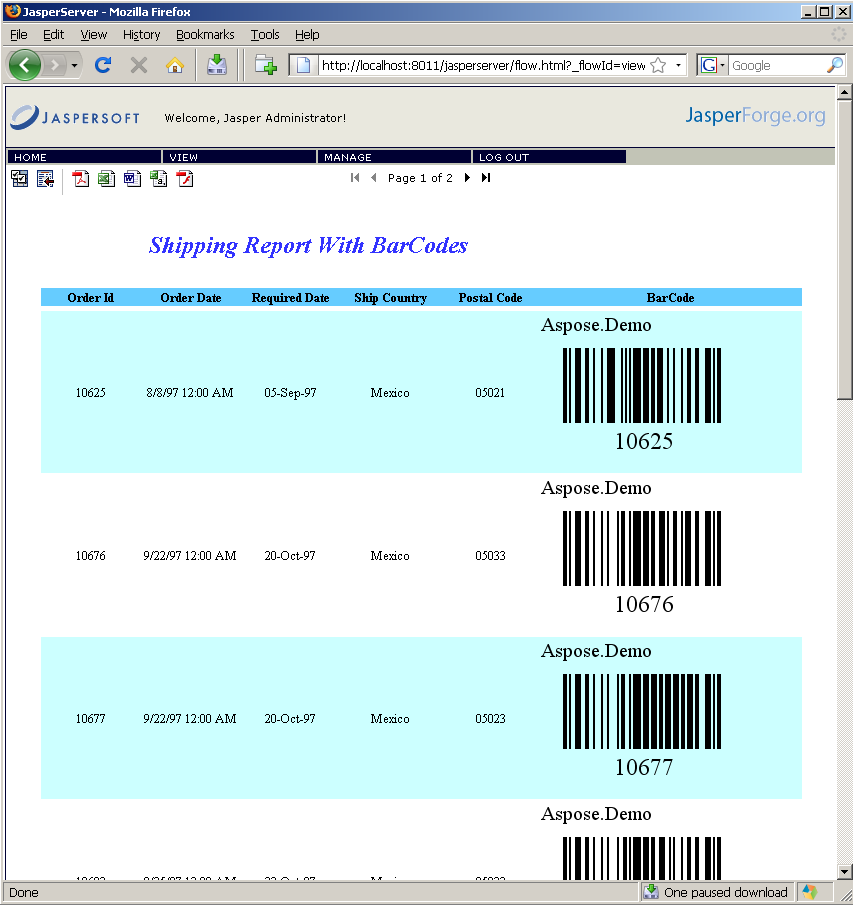 JasperServer - Mozilla Firefox
File Edit View History Bookmarks Tools Help
http://localhost:8011/jasperserver/flow.html?_flowId=view
G Google
JASPERSOFT Welcome, Jasper Administrator! JasperForge.org
HOME VIEW MANAGE LOG OUT
Page 1 of 2
Shipping Report With BarCodes
Order Id Order Date Required Date Ship Country Postal Code BarCode
Aspose.Demo
10625 8/8/97 12:00 AM 05-Sep-97 Mexico 05021
10625
Aspose.Demo
10676 9/22/97 12:00 AM 20-Oct-97 Mexico 05033
10676
Aspose.Demo
10677 9/22/97 12:00 AM 20-Oct-97 Mexico 05023
10677
Aspose.Demo
Done One paused download